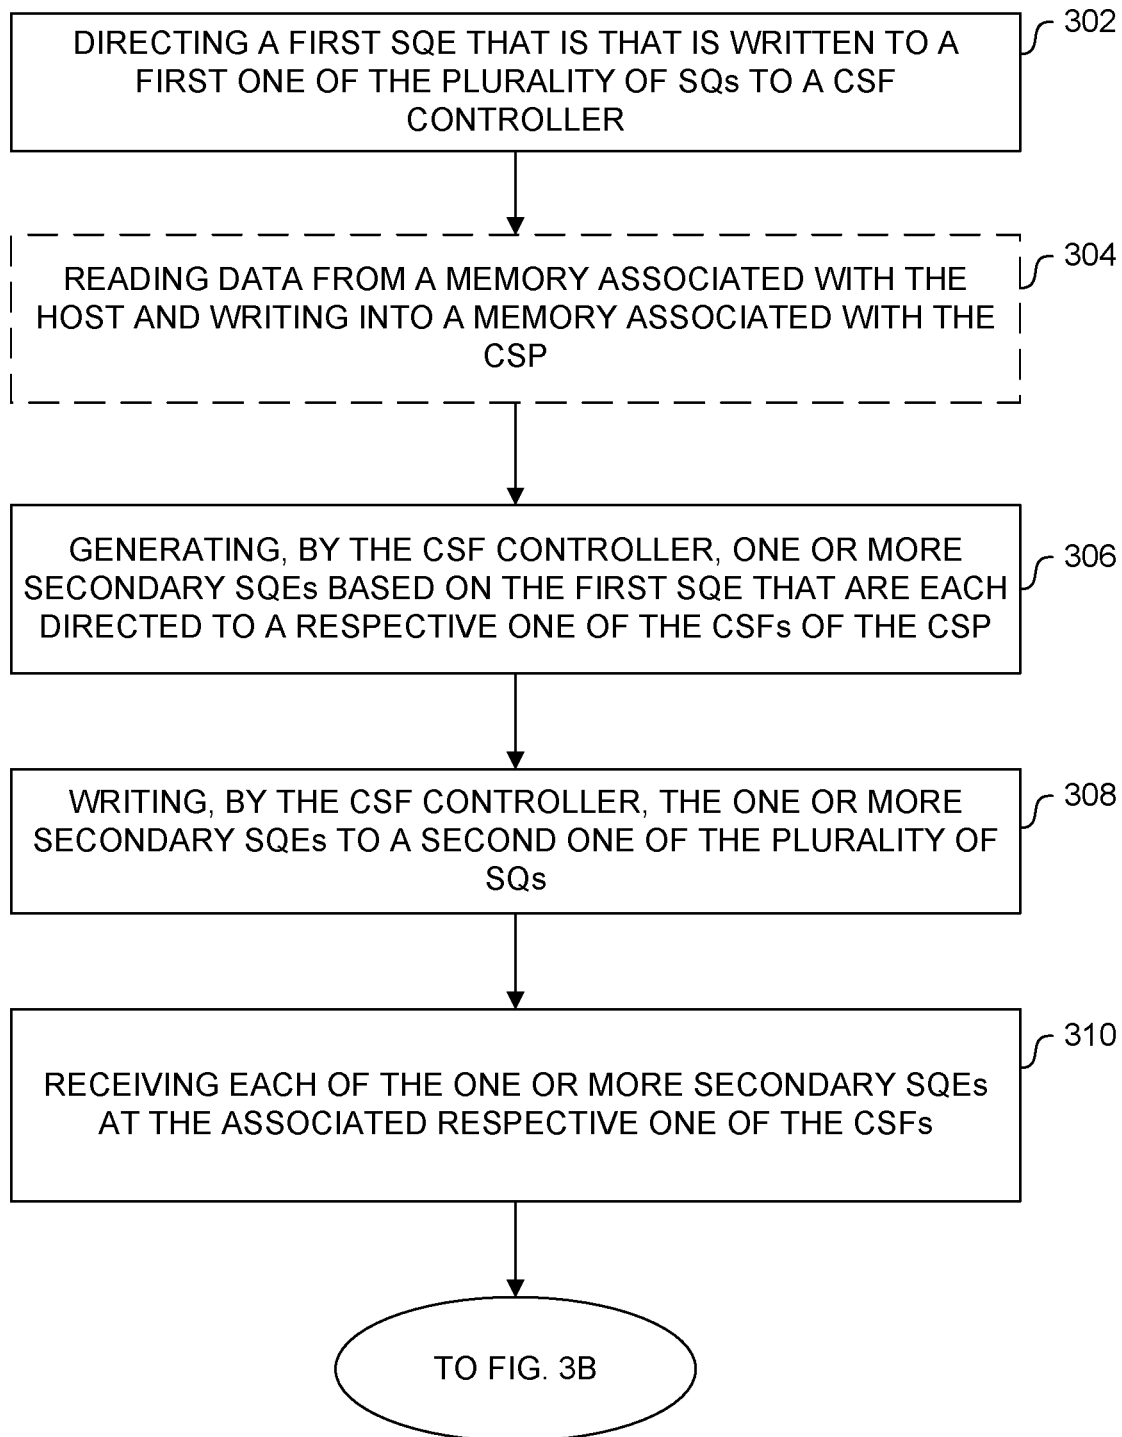 DIRECTING A FIRST SQE THAT IS THAT IS WRITTEN TO A
FIRST ONE OF THE PLURALITY OF SQs TO A CSF
CONTROLLER
302
READING DATA FROM A MEMORY ASSOCIATED WITH THE
HOST AND WRITING INTO A MEMORY ASSOCIATED WITH THE
CSP
304
GENERATING, BY THE CSF CONTROLLER, ONE OR MORE
SECONDARY SQEs BASED ON THE FIRST SQE THAT ARE EACH
DIRECTED TO A RESPECTIVE ONE OF THE CSFs OF THE CSP
306
WRITING, BY THE CSF CONTROLLER, THE ONE OR MORE
SECONDARY SQEs TO A SECOND ONE OF THE PLURALITY OF
SQs
308
RECEIVING EACH OF THE ONE OR MORE SECONDARY SQEs
AT THE ASSOCIATED RESPECTIVE ONE OF THE CSFs
310
TO FIG. 3B